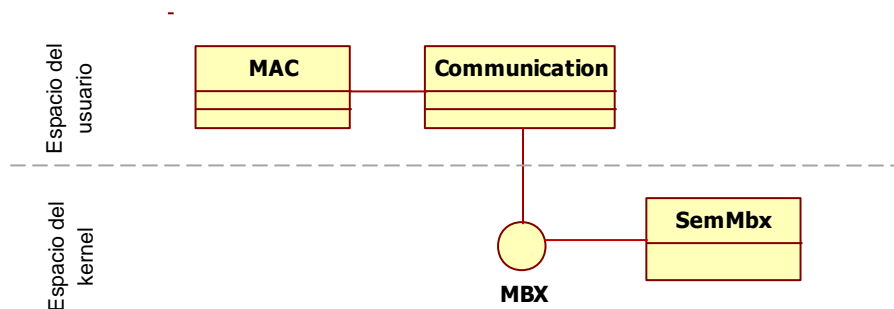 Espacio del
usuario
MAC
Communication
Espacio del
kernel
SemMbx
MBX